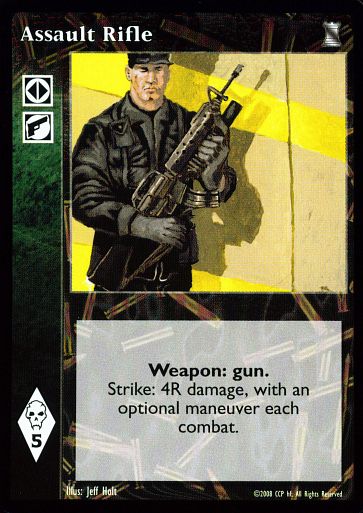 Assault Rifle
Weapon: gun.
Strike: 4R damage, with an
optional maneuver each
combat.
5
Illus: Jeff Holt
©2008 CCP hf. All Rights Reserved